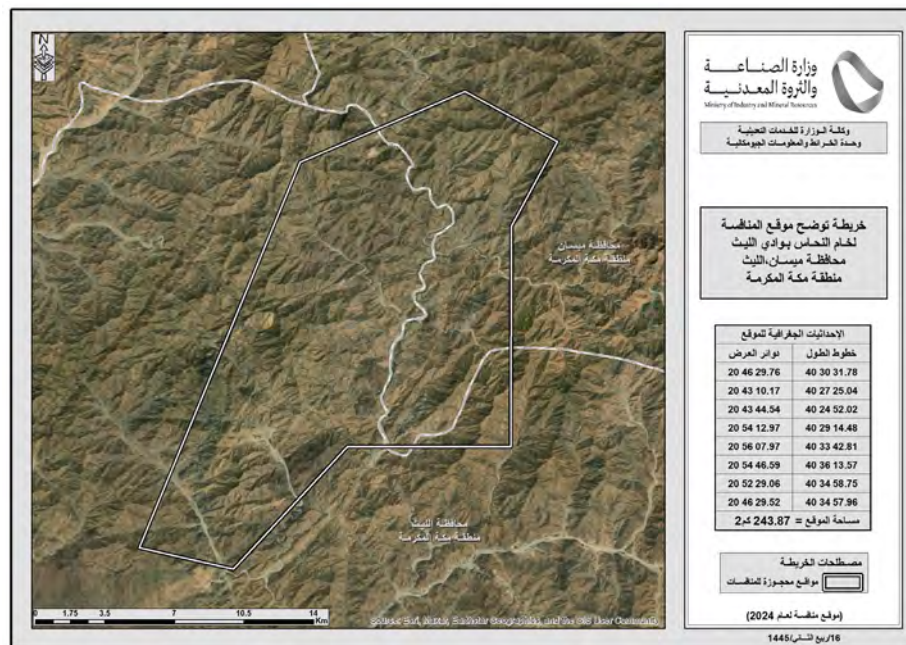 وزارة الصناعة
والثروة المعدنية
Ministry of Industry and Mineral Resources
وكالة الوزارة للخدمات التعدينية
وحدة الخرائط والمعلومات الجيومكانية
خريطة توضح موقع المنافسة
لخام النحاس بوادي الليث
محافظة ميسان،الليث
منطقة مكة المكرمة
الإحداثيات الجغرافية للموقع
دوائر العرض خطوط الطول
20 46 29.76 40 30 31.78
20 43 10.17 40 27 25.04
20 43 44.54 40 24 52.02
20 54 12.97 40 29 14.48
20 56 07.97 40 33 42.81
20 54 46.59 40 36 13.57
20 52 29.06 40 34 58.75
20 46 29.52 40 34 57.96
مساحة الموقع = 243.87 كم2
مصطلحات الخريطة
مواقع محجوزة للمنافسات
(موقع منافسة لعام 2024)
16/ربيع الثاني/1445
N
محافظة ميسان
منطقة مكة المكرمة
محافظة الليث
منطقة مكة المكرمة
0 1.75 3.5 7 10.5 14
Km
Sources: Esri, Maxar, Earthstar Geographics, and the GIS User Community